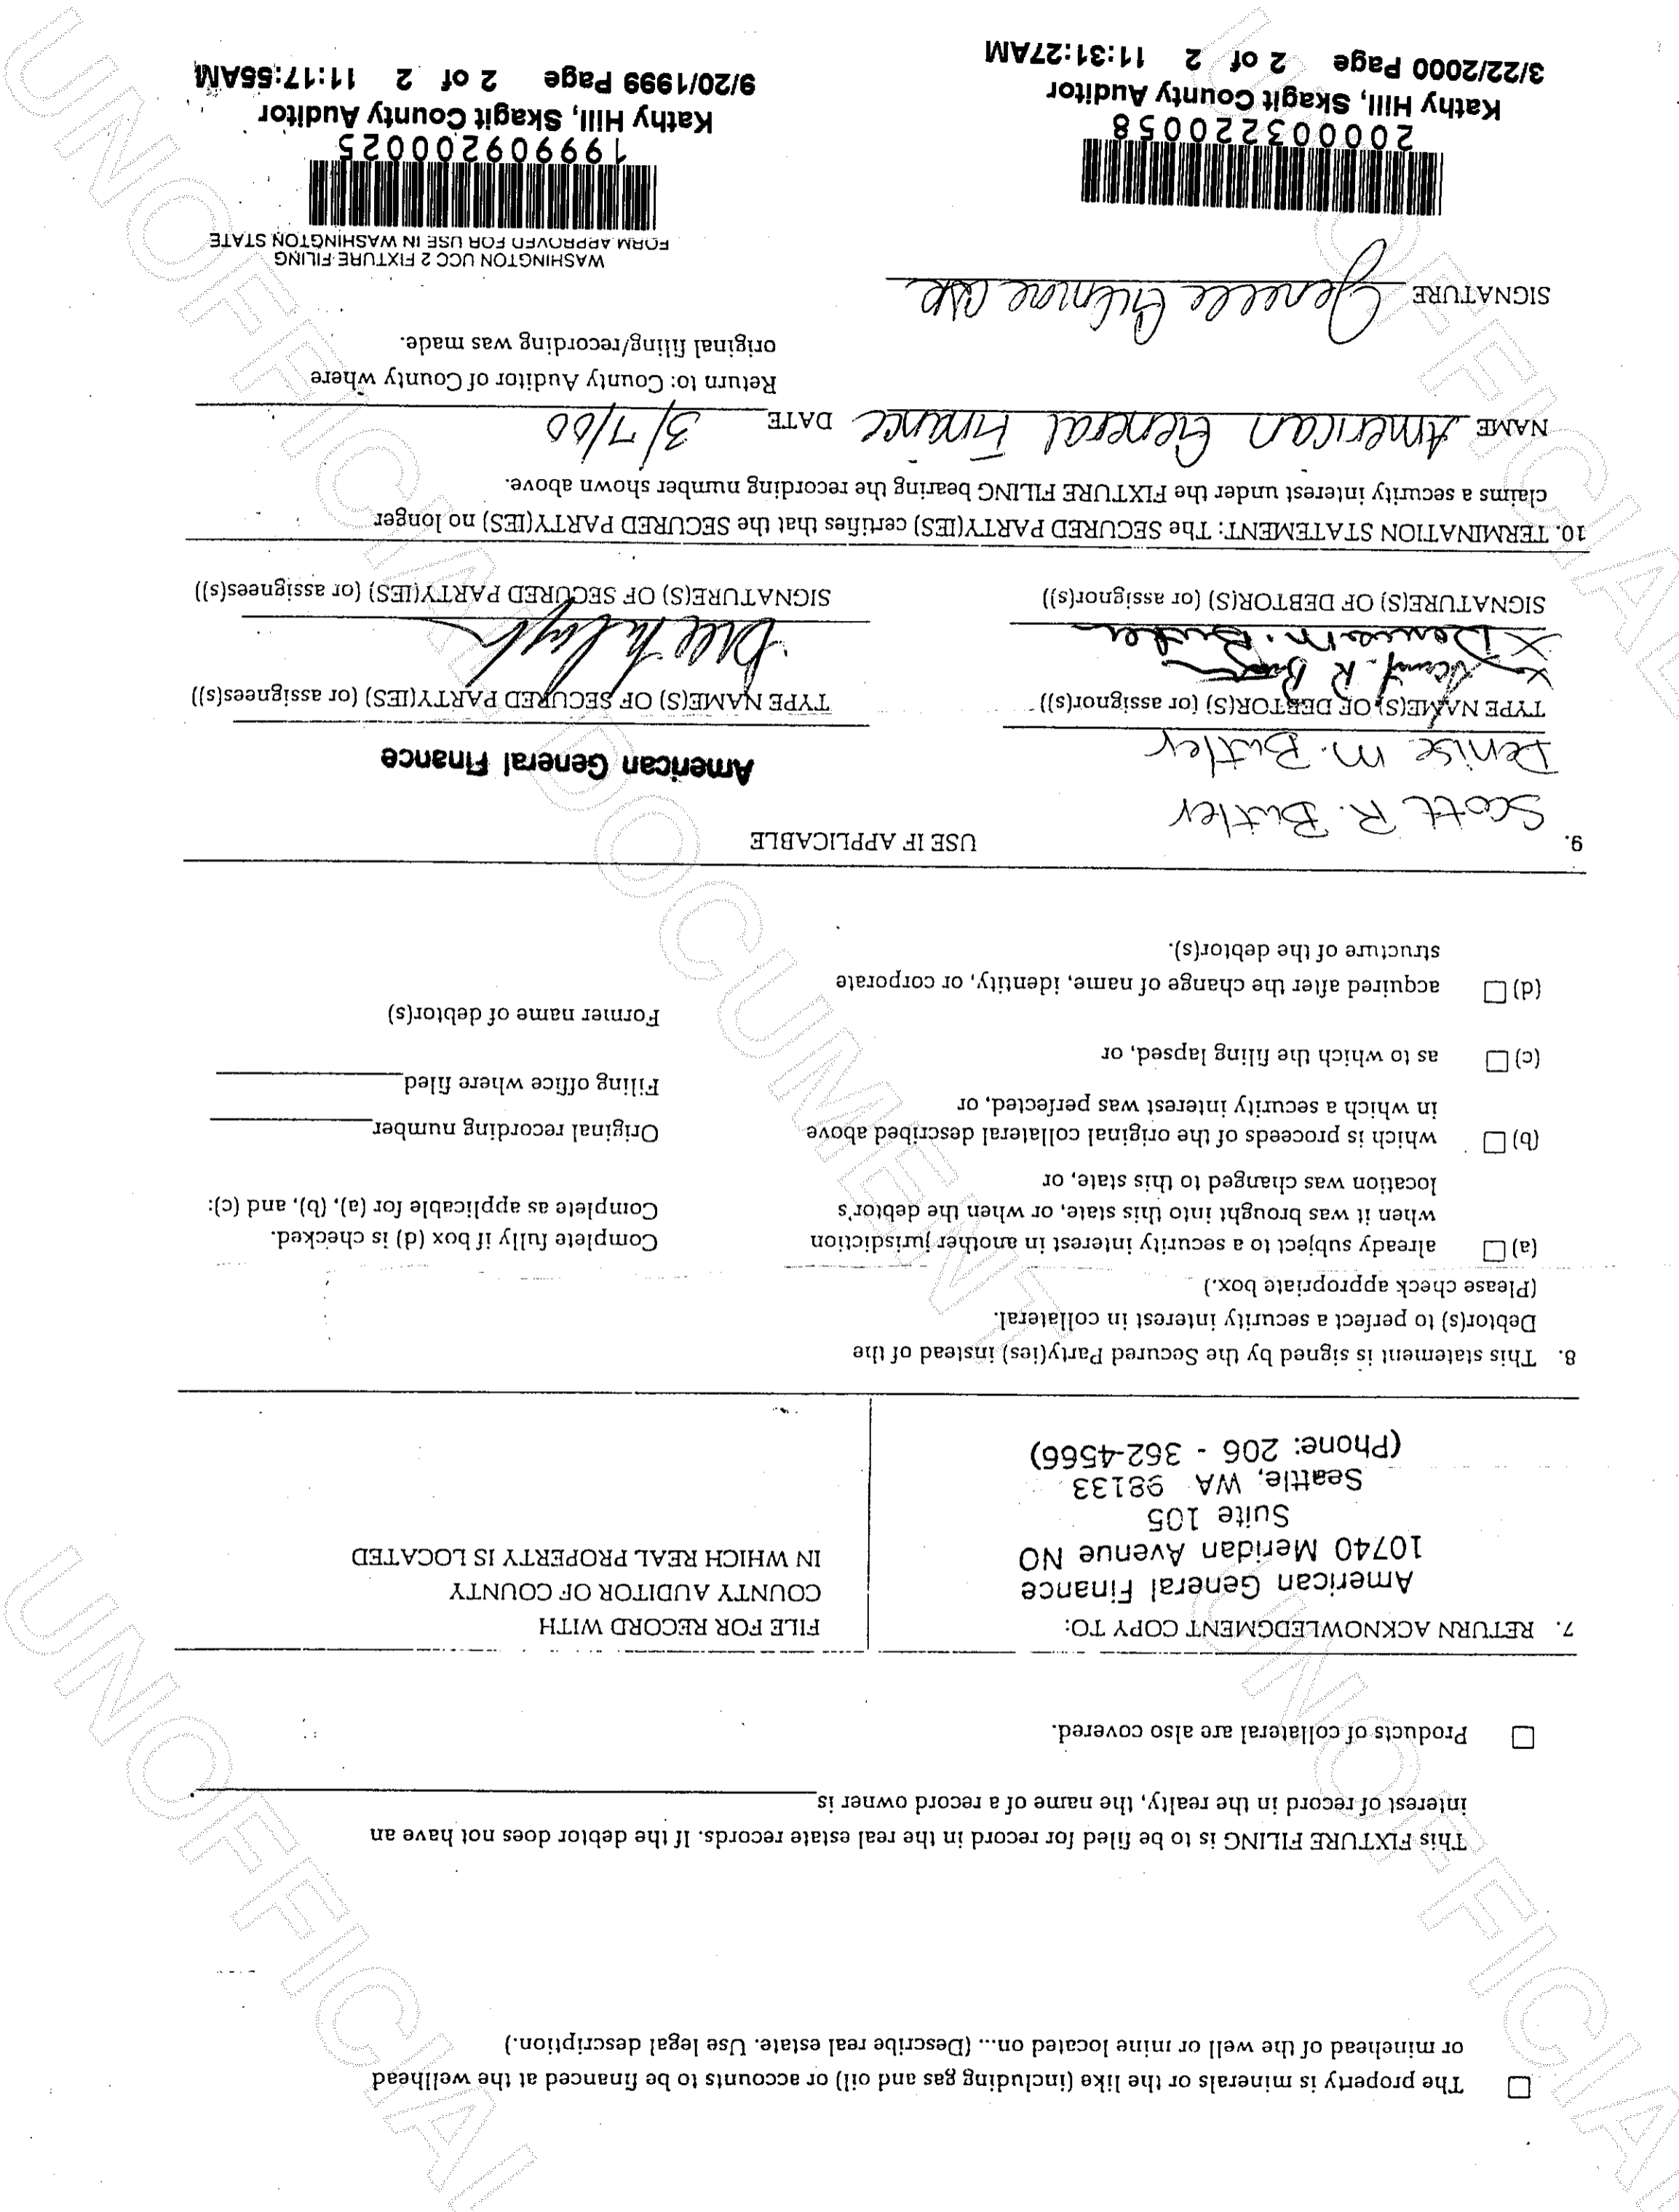 The property is minerals or the like (including gas and oil) or accounts to be financed at the wellhead
or minehead of the well or mine located on... (Describe real estate. Use legal description.)
This FIXTURE FILING is to be filed for record in the real estate records. If the debtor does not have an
interest of record in the realty, the name of a record owner is
Products of collateral are also covered.
7. RETURN ACKNOWLEDGMENT COPY TO:
American General Finance
10740 Meridan Avenue NO
Suite 105
Seattle, WA 98133
(Phone: 206 - 362-4566)
FILE FOR RECORD WITH
COUNTY AUDITOR OF COUNTY
IN WHICH REAL PROPERTY IS LOCATED
8. This statement is signed by the Secured Party(ies) instead of the
Debtor(s) to perfect a security interest in collateral.
(Please check appropriate box.)
(a) already subject to a security interest in another jurisdiction
when it was brought into this state, or when the debtor's
location was changed to this state, or
(b) which is proceeds of the original collateral described above
in which a security interest was perfected, or
(c) as to which the filing lapsed, or
(d) acquired after the change of name, identity, or corporate
structure of the debtor(s).
Complete fully if box (d) is checked.
Complete as applicable for (a), (b), and (c):
Original recording number
Filing office where filed
Former name of debtor(s)
9. USE IF APPLICABLE
Scott R. Butler
Denise M. Butler
TYPE NAME(S) OF DEBTOR(S) (or assignor(s))
X Scott R. B
X Denise M. Butler
SIGNATURE(S) OF DEBTOR(S) (or assignor(s))
American General Finance
TYPE NAME(S) OF SECURED PARTY(IES) (or assignees(s))
SIGNATURE(S) OF SECURED PARTY(IES) (or assignees(s))
10. TERMINATION STATEMENT: The SECURED PARTY(IES) certifies that the SECURED PARTY(IES) no longer
claims a security interest under the FIXTURE FILING bearing the recording number shown above.
NAME American General Finance DATE 3/7/00
Return to: County Auditor of County where
original filing/recording was made.
SIGNATURE
WASHINGTON UCC 2 FIXTURE FILING
FORM APPROVED FOR USE IN WASHINGTON STATE
200003220058
Kathy Hill, Skagit County Auditor
3/22/2000 Page 2 of 2 11:31:27AM
199909200025
Kathy Hill, Skagit County Auditor
9/20/1999 Page 2 of 2 11:17:55AM
UNOFFICIAL DOCUMENT